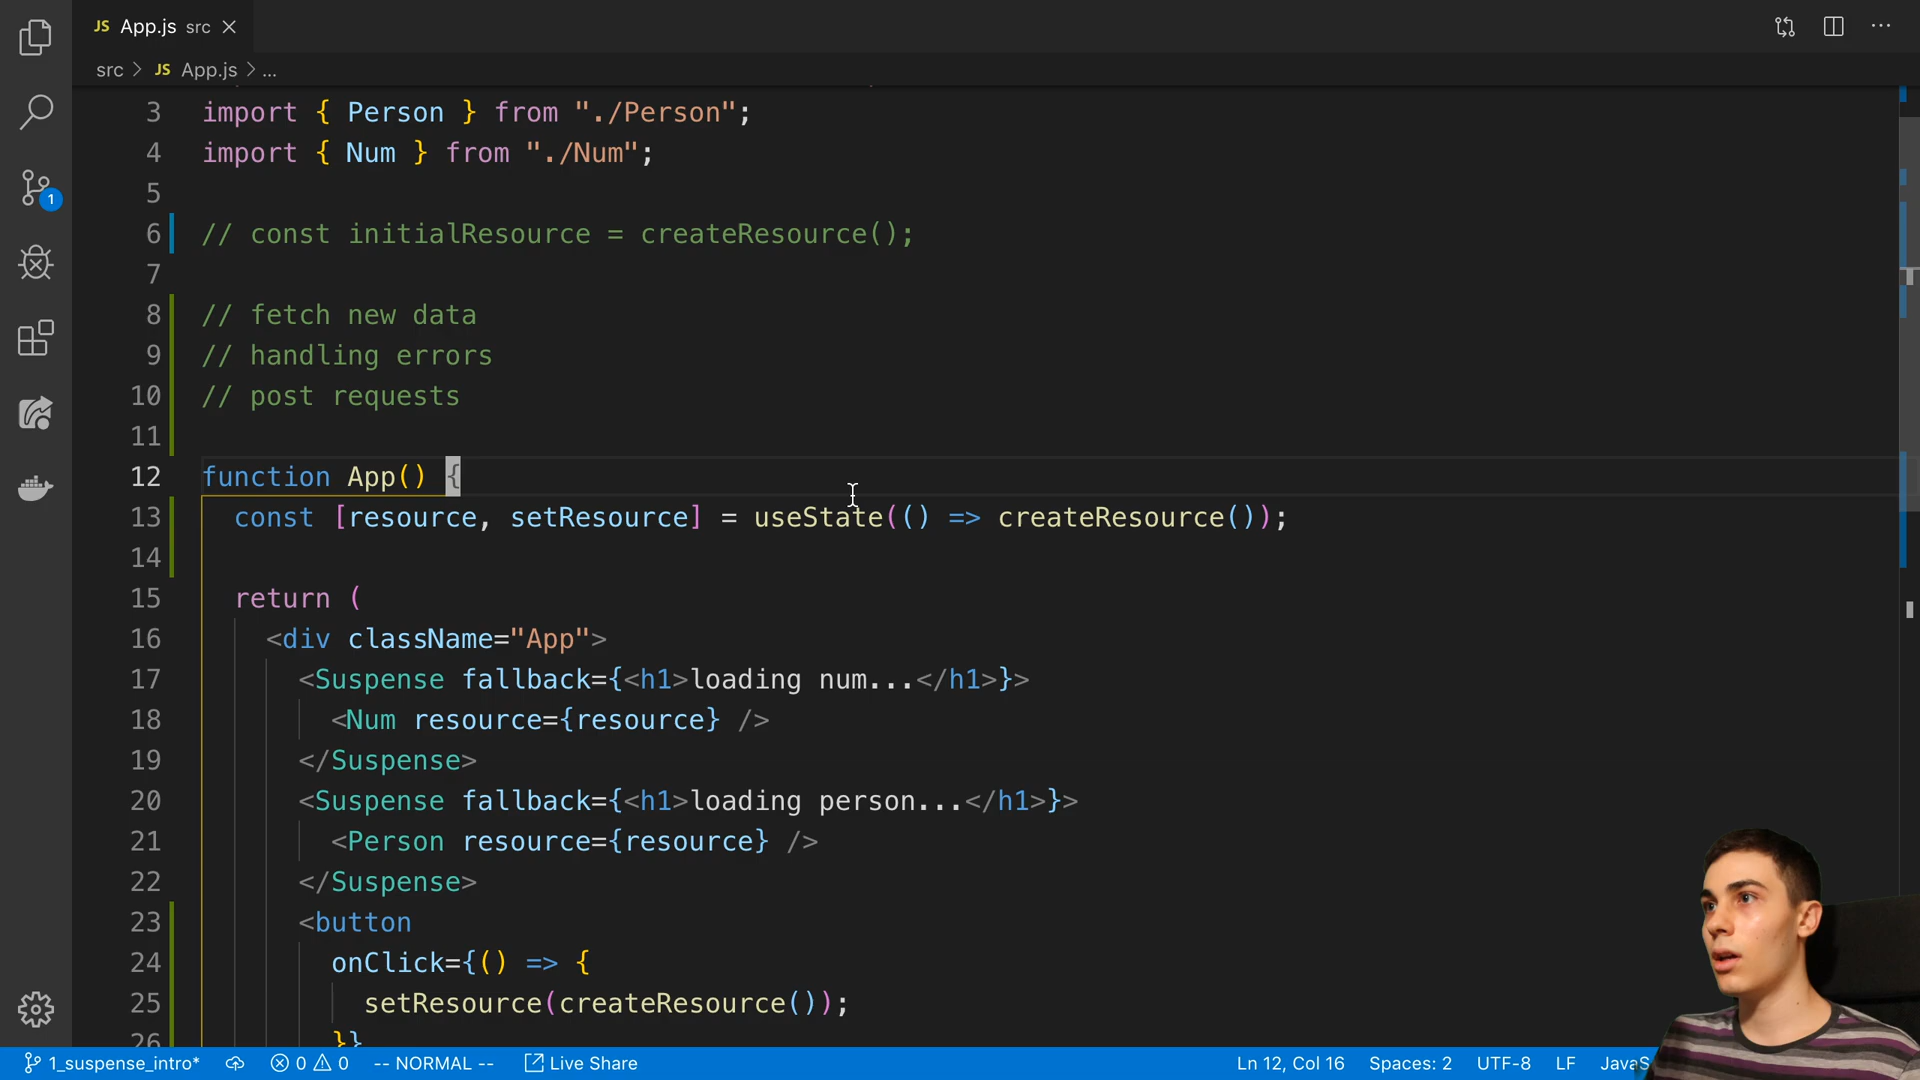 JS App.js src
src > JS App.js > ...
3 import { Person } from "./Person";
4 import { Num } from "./Num";
5
6 // const initialResource = createResource();
7
8 // fetch new data
9 // handling errors
10 // post requests
11
12 function App() {
13 const [resource, setResource] = useState(() => createResource());
14
15 return (
16 <div className="App">
17 <Suspense fallback={<h1>loading num...</h1>}>
18 <Num resource={resource} />
19 </Suspense>
20 <Suspense fallback={<h1>loading person...</h1>}>
21 <Person resource={resource} />
22 </Suspense>
23 <button
24 onClick={() => {
25 setResource(createResource());
26 }}
1
1_suspense_intro* 0 0 -- NORMAL -- Live Share Ln 12, Col 16 Spaces: 2 UTF-8 LF JavaS